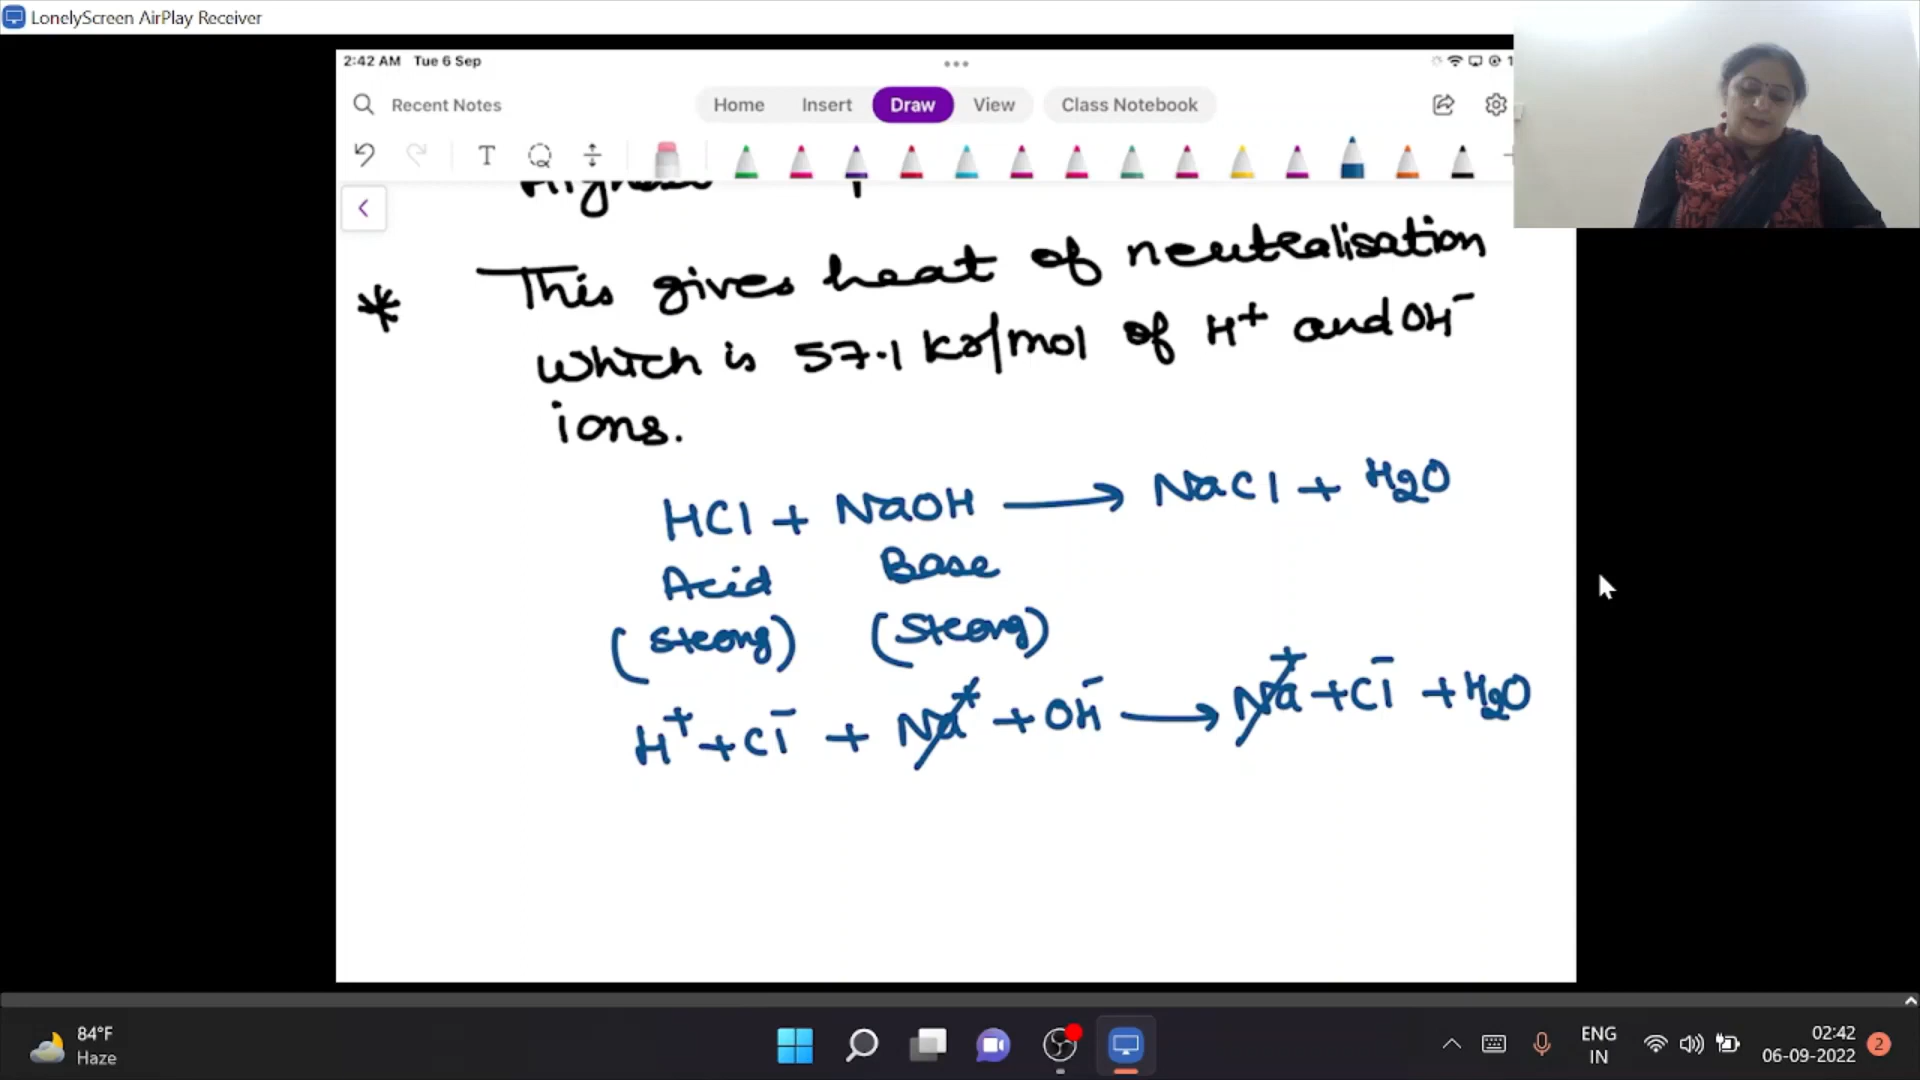 LonelyScreen AirPlay Receiver
2:42 AM Tue 6 Sep
Recent Notes
Home Insert Draw View Class Notebook
T
* This gives heat of neutralisation
which is 57.1 KJ/mol of H⁺ and OH⁻
ions.
HCl + NaOH → NaCl + H₂O
Acid Base
(strong) (strong)
H⁺ + Cl⁻ + Na⁺ + OH⁻ → Na⁺ + Cl⁻ + H₂O
84°F
Haze
ENG
IN
02:42
06-09-2022
2